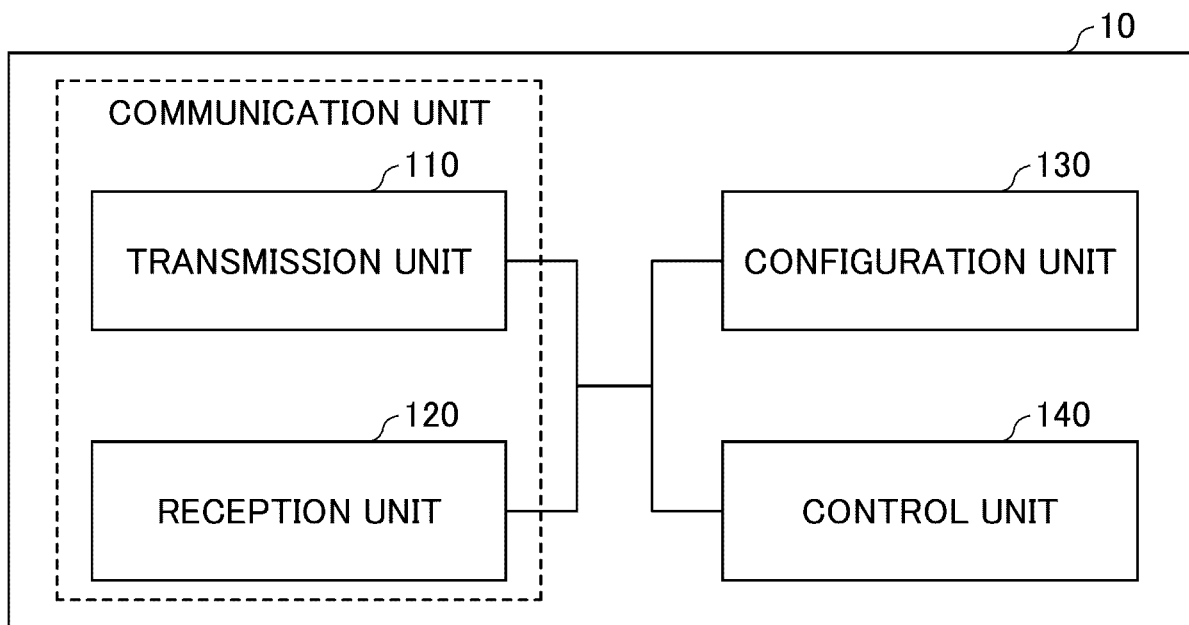 10
COMMUNICATION UNIT
110
130
TRANSMISSION UNIT
CONFIGURATION UNIT
120
140
RECEPTION UNIT
CONTROL UNIT